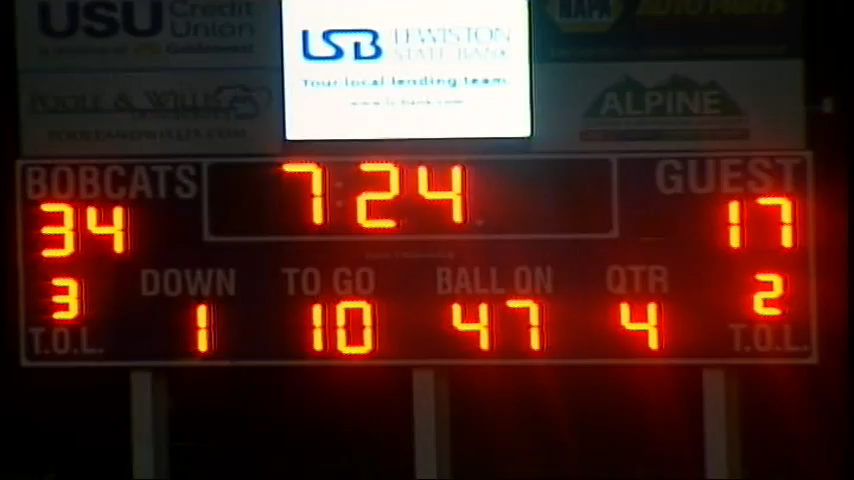 USU Credit
Union
LSB LEWISTON
STATE BANK
Your local lending team.
NAPA AUTO PARTS
ALPINE
BOBCATS 7:24 GUEST
34 17
3 DOWN TO GO BALL ON QTR 2
T.O.L. 1 10 47 4 T.O.L.